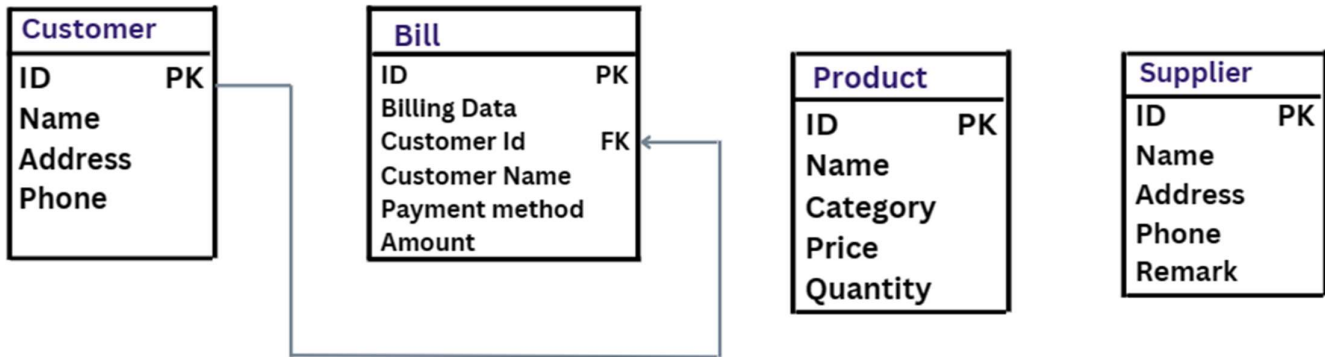 Customer
ID PK
Name
Address
Phone
Bill
ID PK
Billing Data
Customer Id FK
Customer Name
Payment method
Amount
Product
ID PK
Name
Category
Price
Quantity
Supplier
ID PK
Name
Address
Phone
Remark